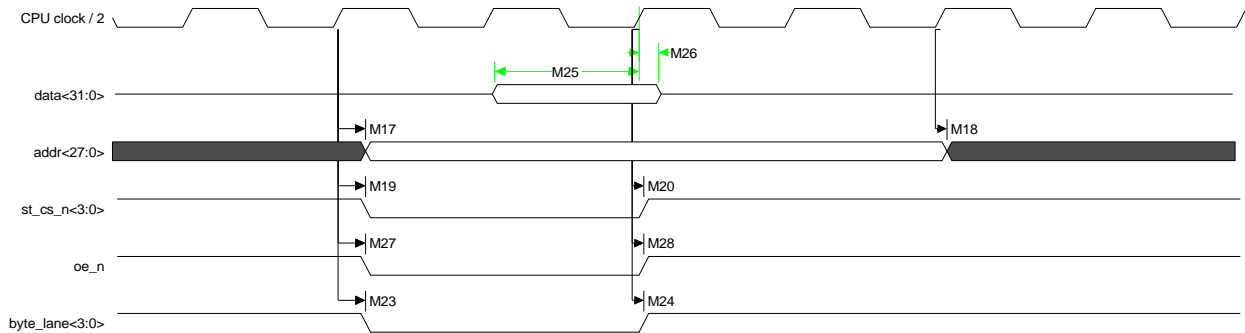 CPU clock / 2
M26
M25
data<31:0>
M17
M18
addr<27:0>
M19
M20
st_cs_n<3:0>
M27
M28
oe_n
M23
M24
byte_lane<3:0>